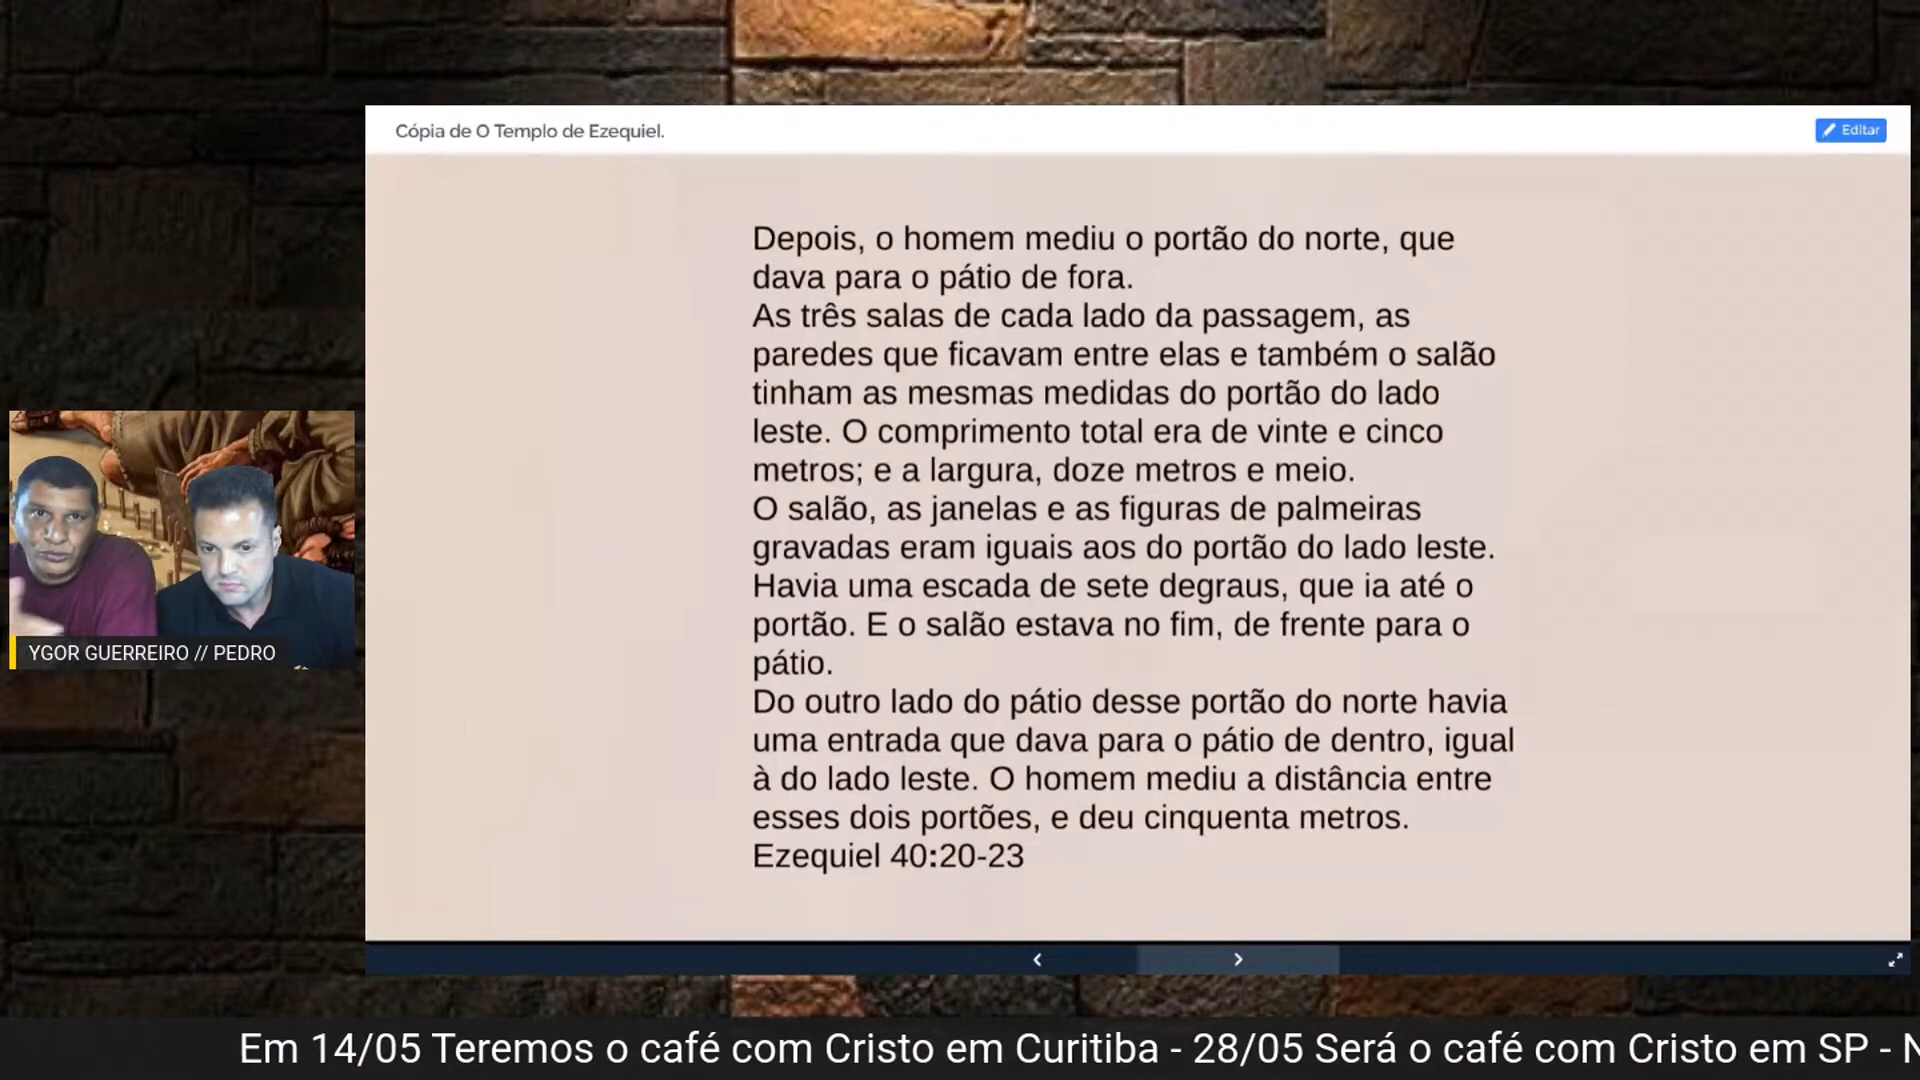 Cópia de O Templo de Ezequiel.
Editar
Depois, o homem mediu o portão do norte, que
dava para o pátio de fora.
As três salas de cada lado da passagem, as
paredes que ficavam entre elas e também o salão
tinham as mesmas medidas do portão do lado
leste. O comprimento total era de vinte e cinco
metros; e a largura, doze metros e meio.
O salão, as janelas e as figuras de palmeiras
gravadas eram iguais aos do portão do lado leste.
Havia uma escada de sete degraus, que ia até o
portão. E o salão estava no fim, de frente para o
pátio.
Do outro lado do pátio desse portão do norte havia
uma entrada que dava para o pátio de dentro, igual
à do lado leste. O homem mediu a distância entre
esses dois portões, e deu cinquenta metros.
Ezequiel 40:20-23
YGOR GUERREIRO // PEDRO
Em 14/05 Teremos o café com Cristo em Curitiba - 28/05 Será o café com Cristo em SP - N